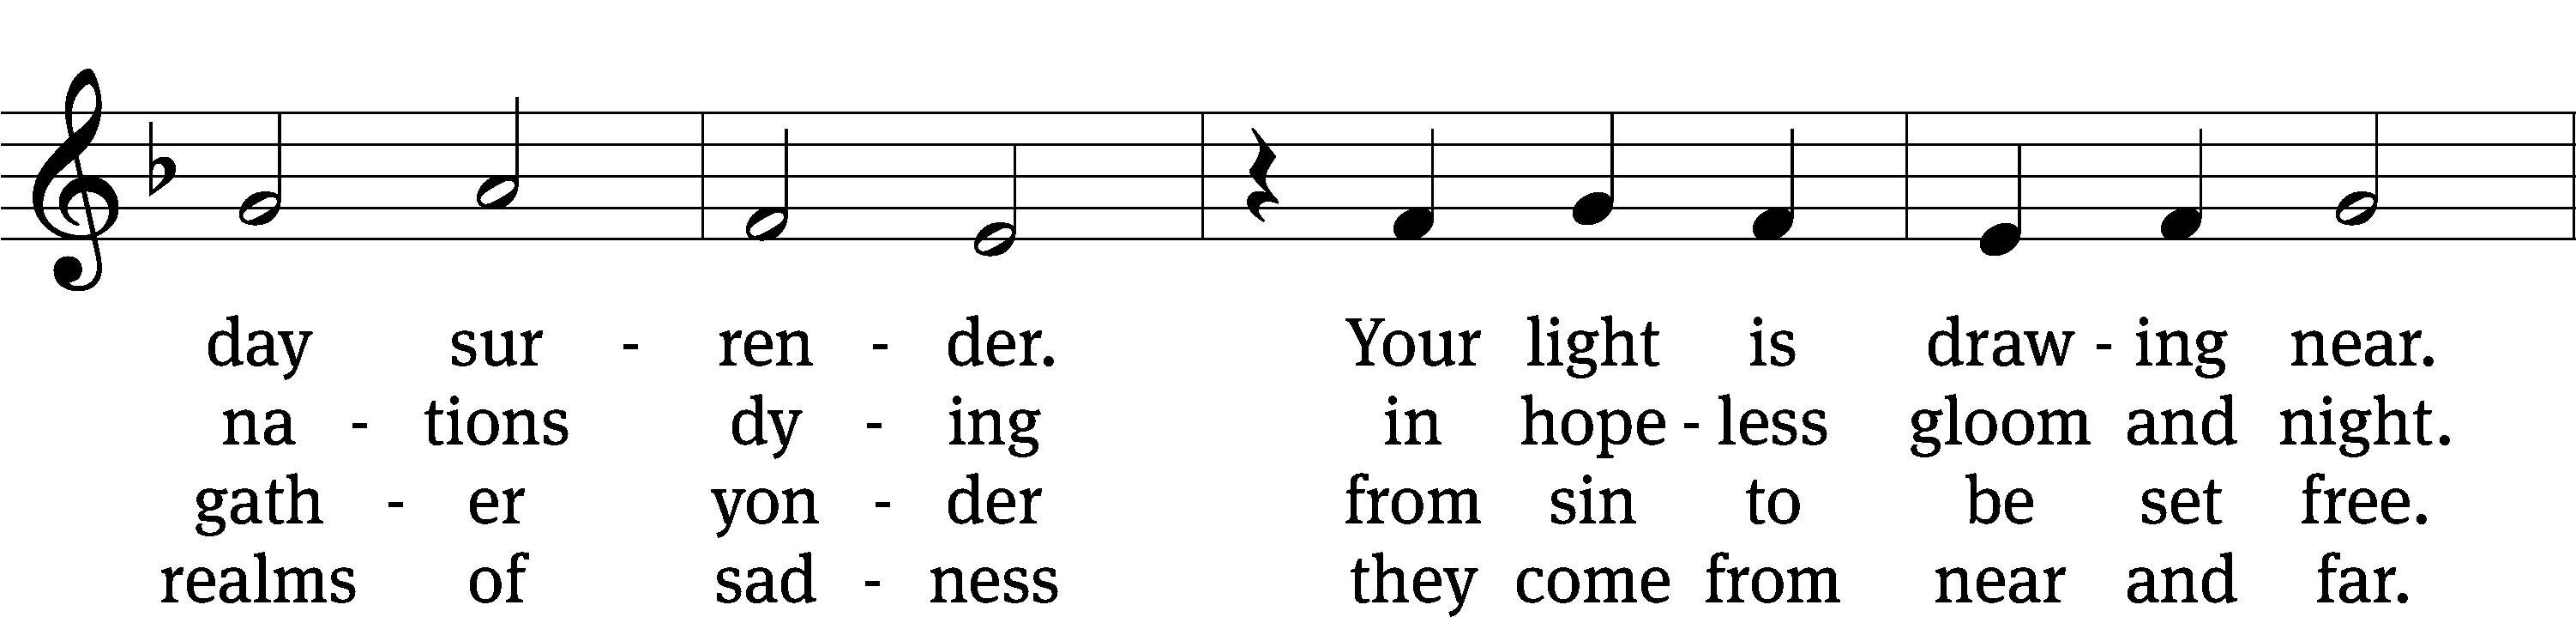 day sur - ren - der. Your light is draw - ing near.
na - tions dy - ing in hope - less gloom and night.
gath - er yon - der from sin to be set free.
realms of sad - ness they come from near and far.